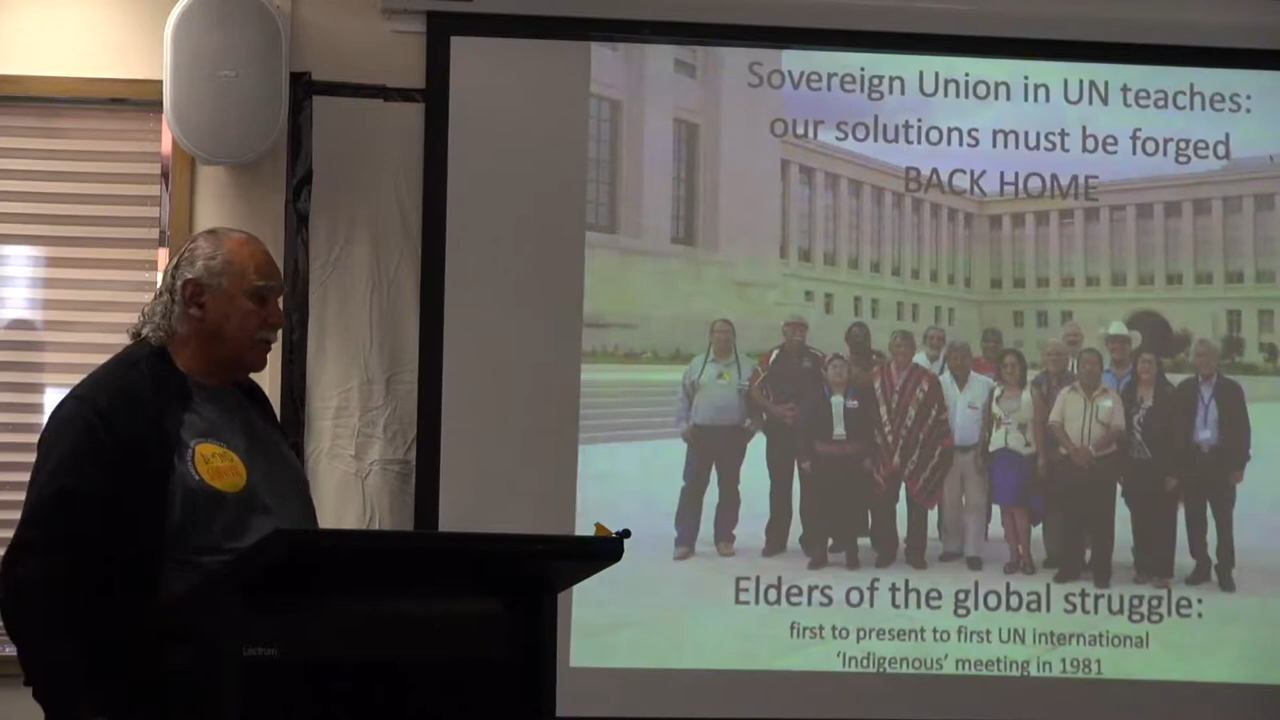 Sovereign Union in UN teaches:
our solutions must be forged
BACK HOME
Elders of the global struggle:
first to present to first UN international
'Indigenous' meeting in 1981
Lectrum